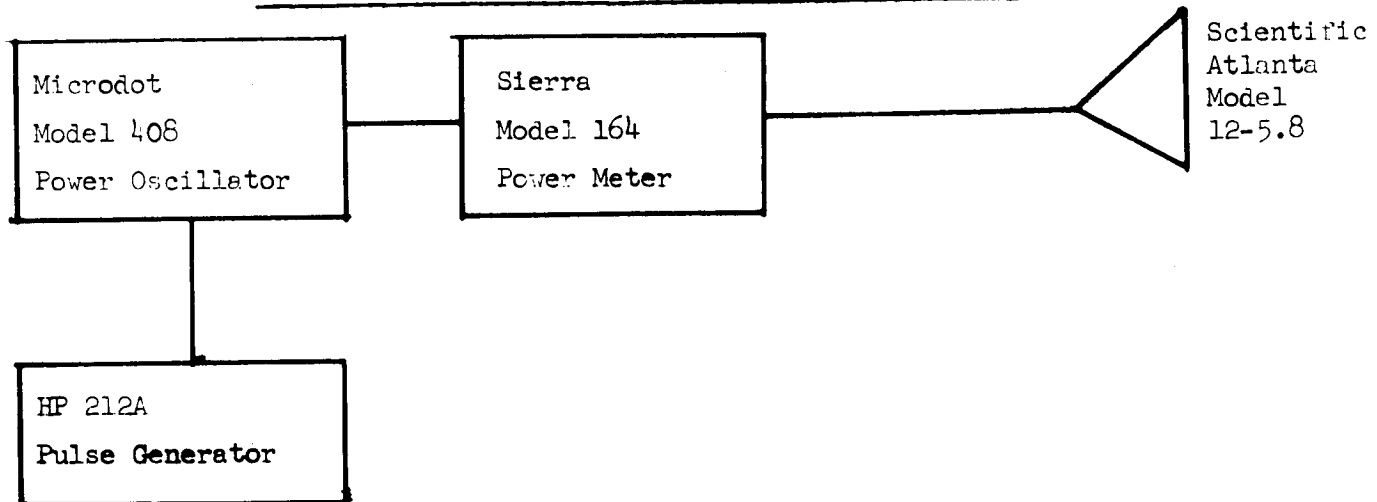 Microdot
Model 408
Power Oscillator
Sierra
Model 164
Power Meter
Scientific
Atlanta
Model
12-5.8
HP 212A
Pulse Generator